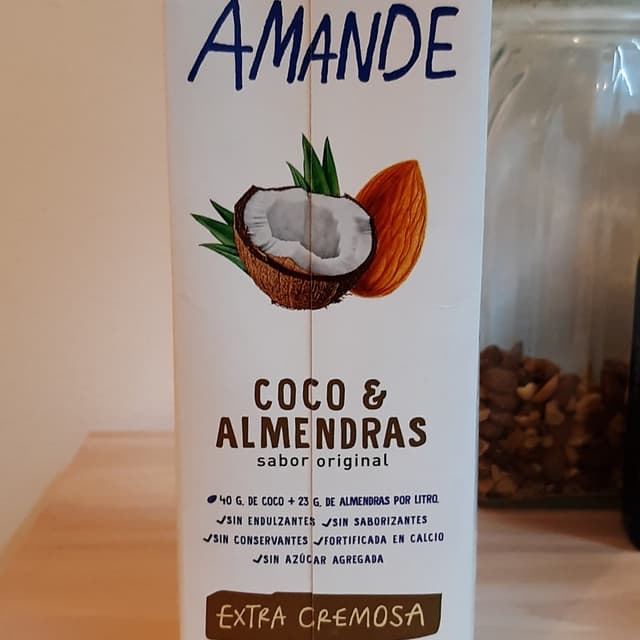 AMANDE
COCO &
ALMENDRAS
sabor original
40 G. DE COCO + 23 G. DE ALMENDRAS POR LITRO.
✓SIN ENDULZANTES ✓SIN SABORIZANTES
✓SIN CONSERVANTES ✓FORTIFICADA EN CALCIO
✓SIN AZÚCAR AGREGADA
EXTRA CREMOSA